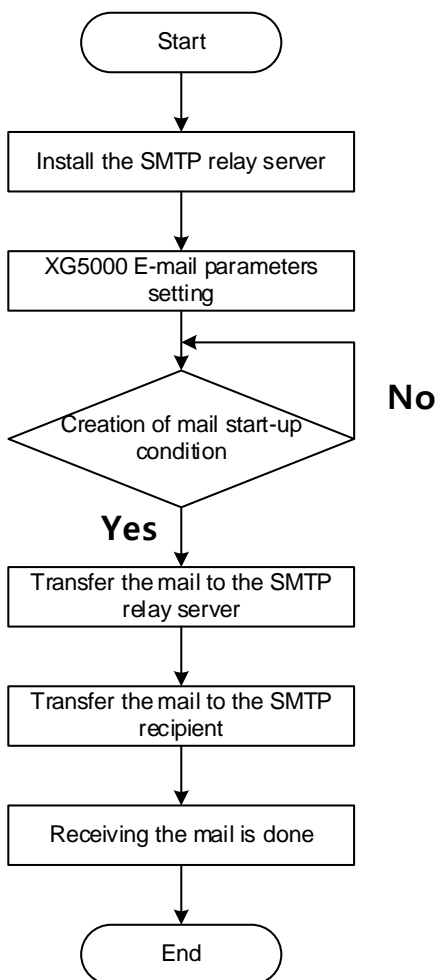 Start
Install the SMTP relay server
XG5000 E-mail parameters
setting
Creation of mail start-up
condition
No
Yes
Transfer the mail to the SMTP
relay server
Transfer the mail to the SMTP
recipient
Receiving the mail is done
End